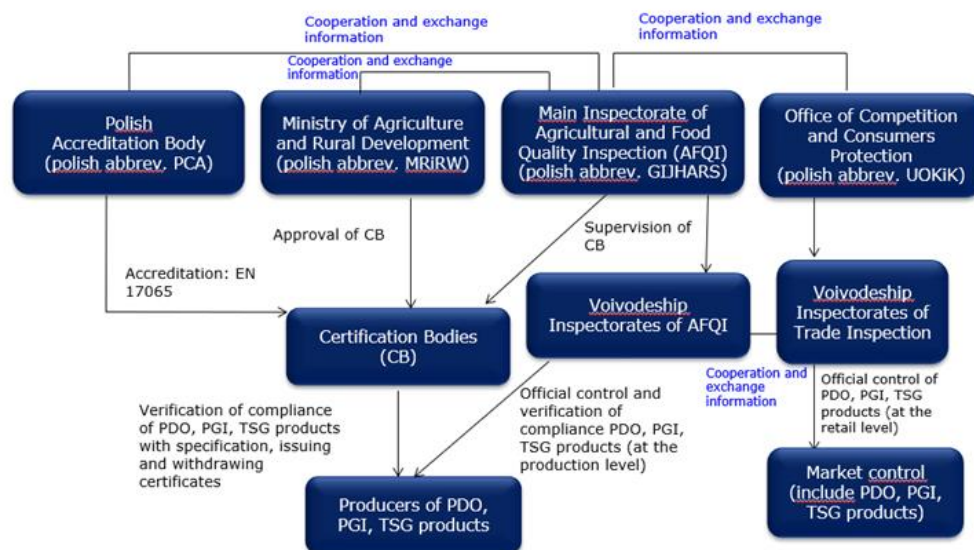 Cooperation and exchange
information
Cooperation and exchange
information
Cooperation and exchange
information
Polish
Accreditation Body
(polish abbrev. PCA)
Ministry of Agriculture
and Rural Development
(polish abbrev. MRiRW)
Main Inspectorate of
Agricultural and Food
Quality Inspection (AFQI)
(polish abbrev. GIJHARS)
Office of Competition
and Consumers
Protection
(polish abbrev. UOKiK)
Approval of CB
Supervision of
CB
Accreditation: EN
17065
Certification Bodies
(CB)
Voivodeship
Inspectorates of AFQI
Voivodeship
Inspectorates of
Trade Inspection
Cooperation and
exchange
information
Verification of compliance
of PDO, PGI, TSG products
with specification, issuing
and withdrawing
certificates
Official control and
verification of
compliance PDO, PGI,
TSG products (at the
production level)
Official control of
PDO, PGI, TSG
products (at the
retail level)
Producers of PDO,
PGI, TSG products
Market control
(include PDO, PGI,
TSG products)